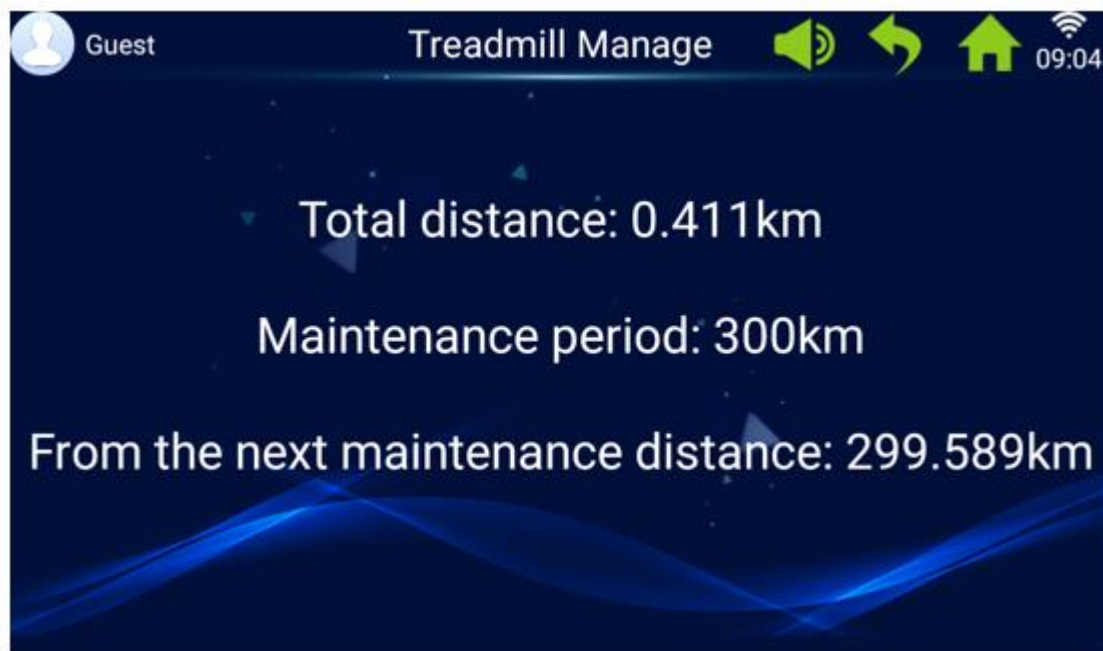 Guest
Treadmill Manage
09:04
Total distance: 0.411km
Maintenance period: 300km
From the next maintenance distance: 299.589km